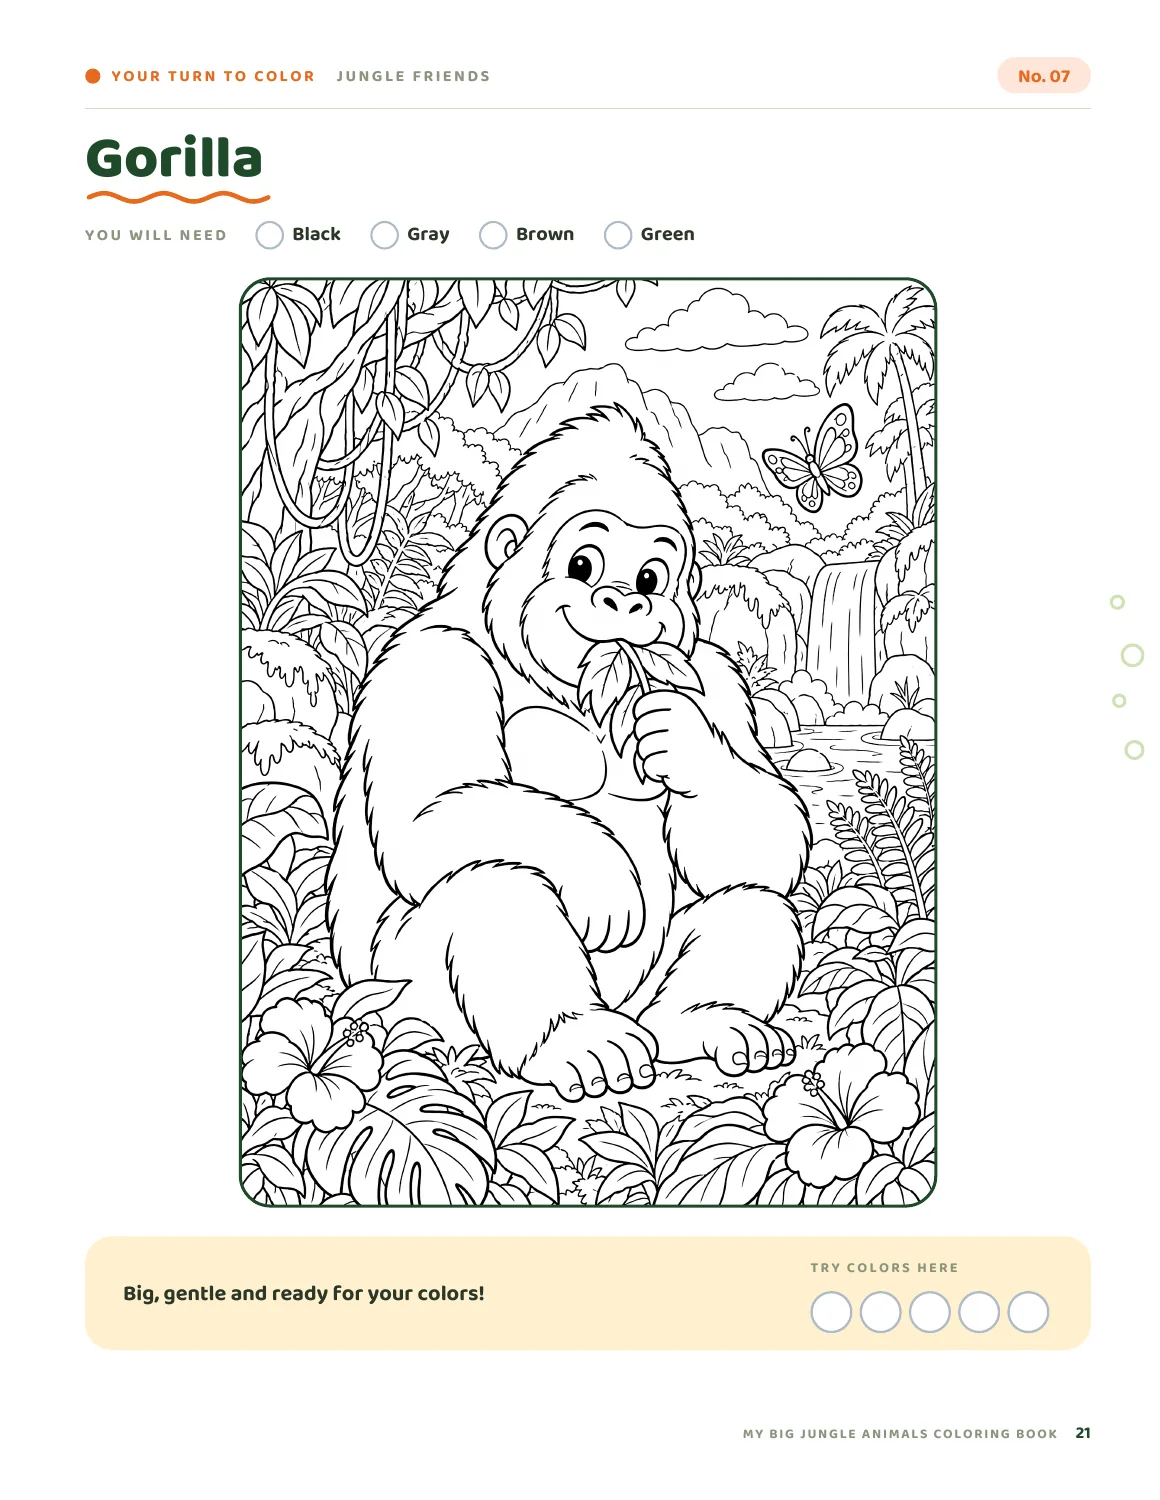 YOUR TURN TO COLOR JUNGLE FRIENDS No. 07
Gorilla
YOU WILL NEED Black Gray Brown Green
TRY COLORS HERE
Big, gentle and ready for your colors!
MY BIG JUNGLE ANIMALS COLORING BOOK 21